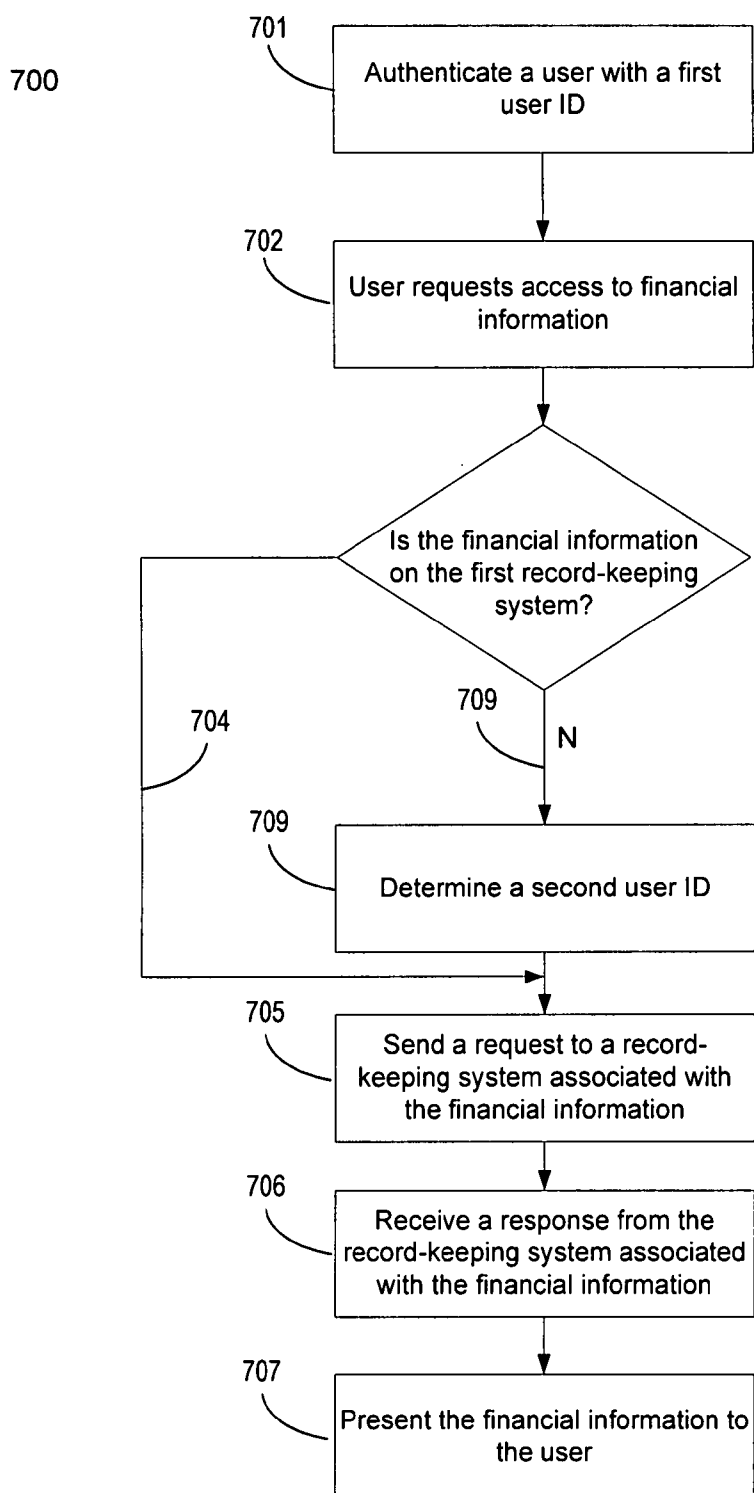 700
701
Authenticate a user with a first
user ID
702
User requests access to financial
information
Is the financial information
on the first record-keeping
system?
704
709
N
709
Determine a second user ID
705
Send a request to a record-
keeping system associated with
the financial information
706
Receive a response from the
record-keeping system associated
with the financial information
707
Present the financial information to
the user